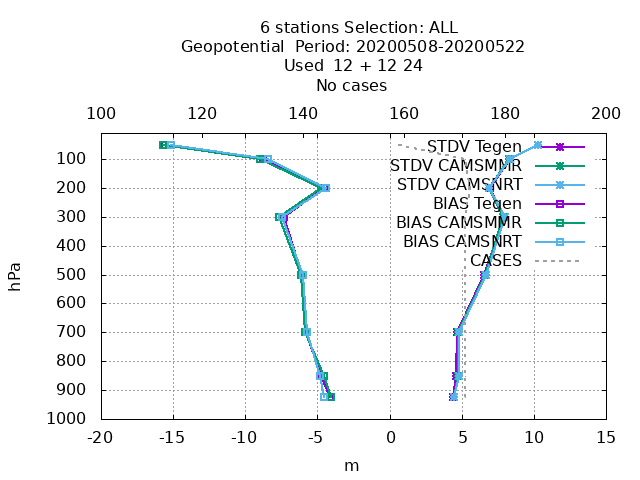 6 stations Selection: ALL
Geopotential  Period: 20200508-20200522
Used  12 + 12 24
No cases
100 120 140 160 180 200
STDV Tegen
STDV CAMSMMR
STDV CAMSNRT
BIAS Tegen
BIAS CAMSMMR
BIAS CAMSNRT
CASES
100
200
300
400
500
600
700
800
900
1000
hPa
-20 -15 -10 -5 0 5 10 15
m